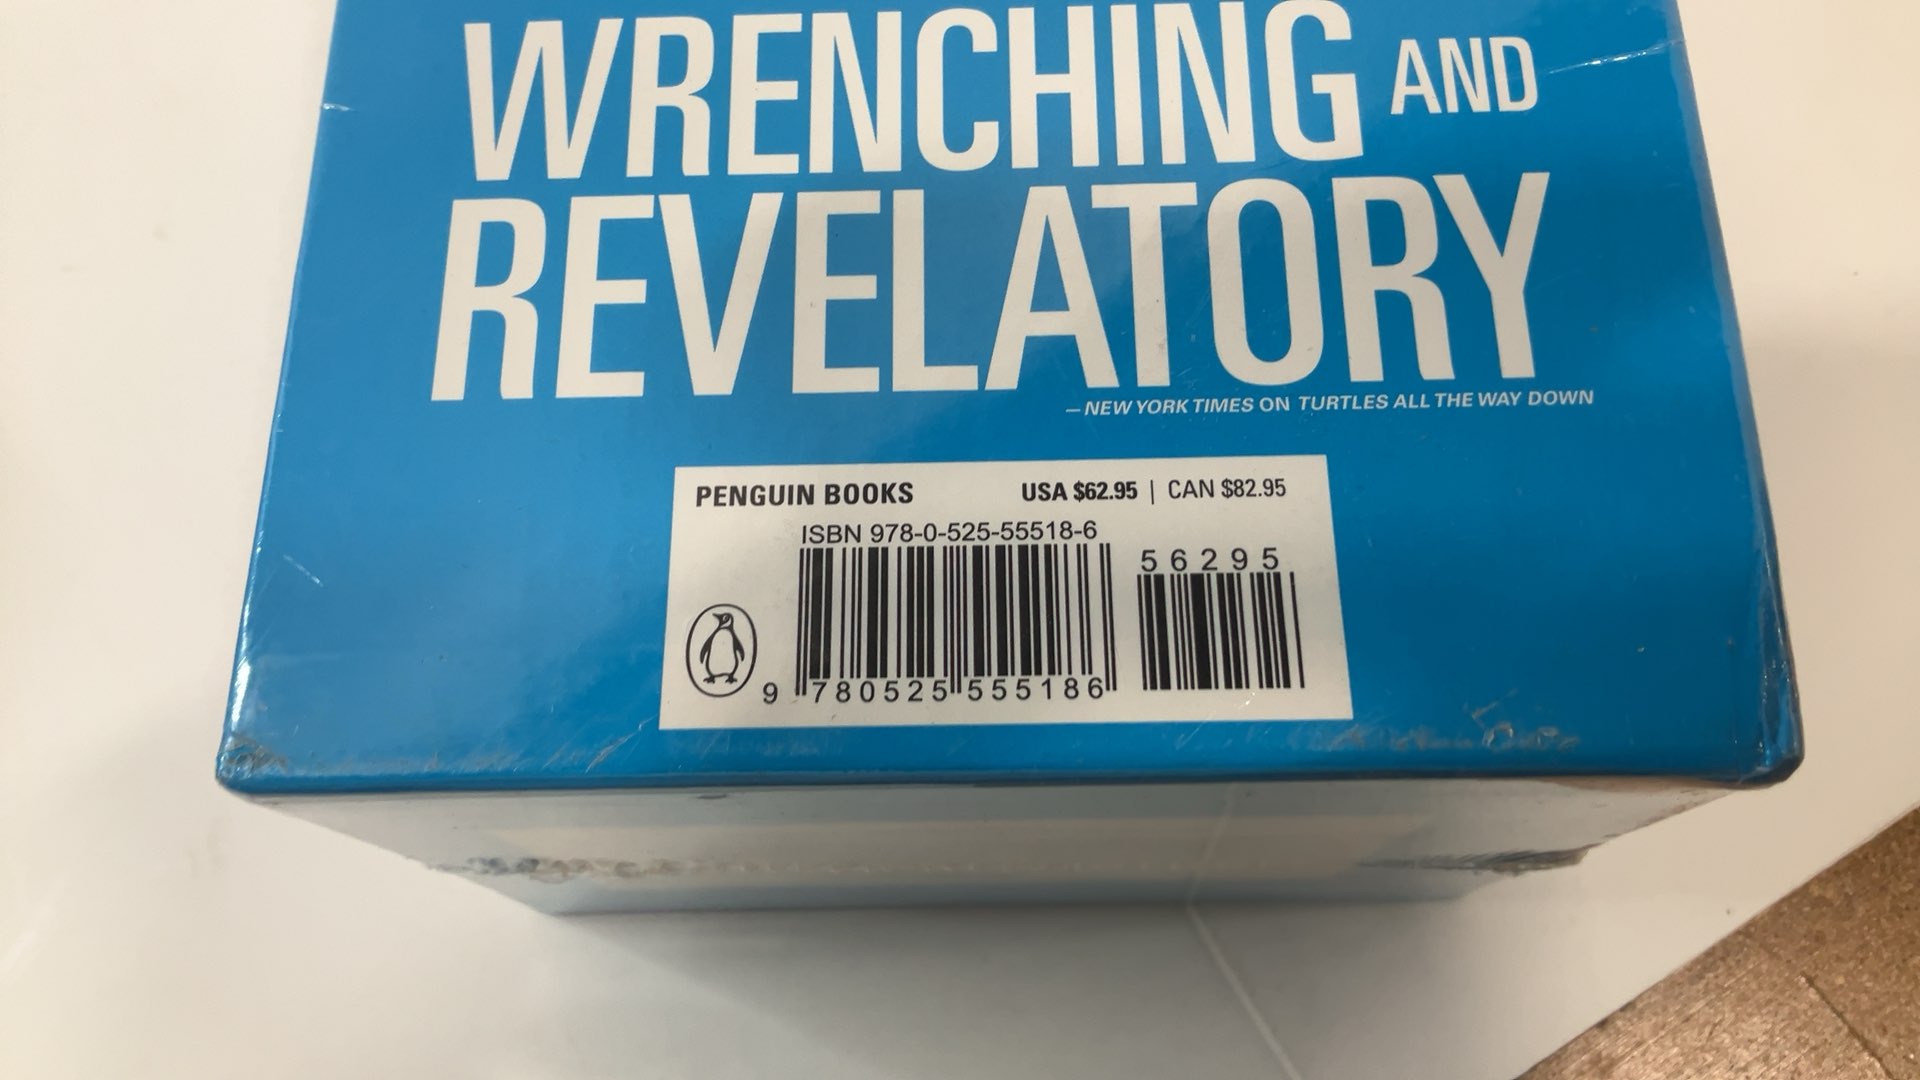 WRENCHING AND
REVELATORY
—NEW YORK TIMES ON TURTLES ALL THE WAY DOWN
PENGUIN BOOKS USA $62.95 | CAN $82.95
ISBN 978-0-525-55518-6
56295
9 780525 555186